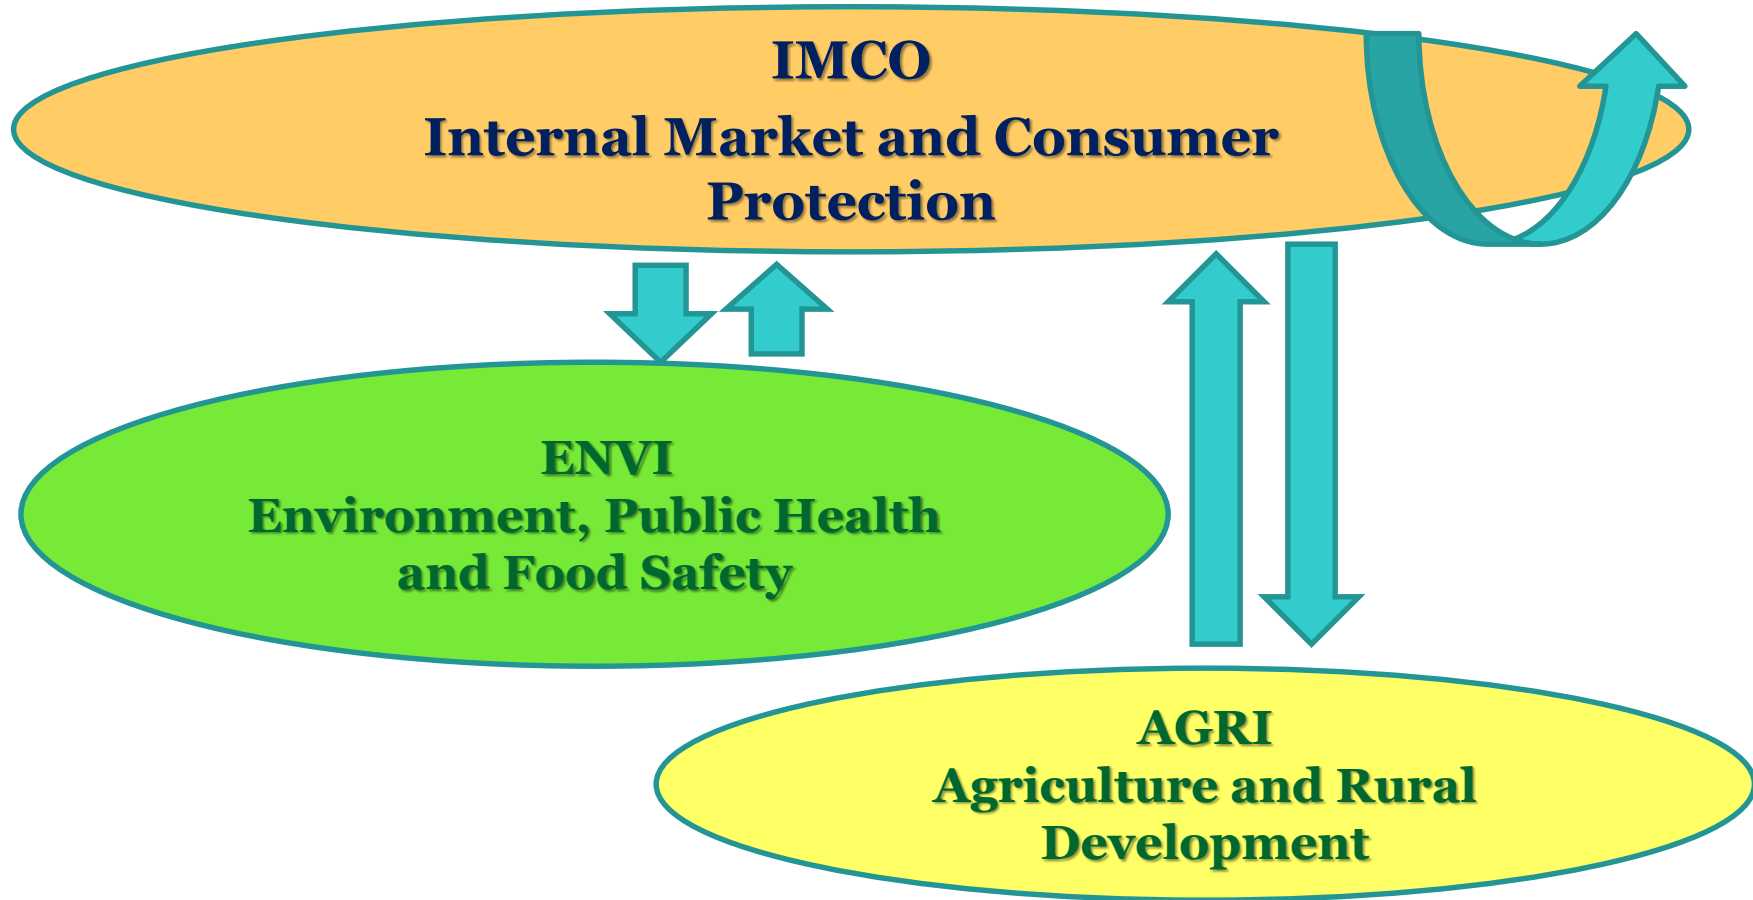 IMCO
Internal Market and Consumer
Protection
ENVI
Environment, Public Health
and Food Safety
AGRI
Agriculture and Rural
Development